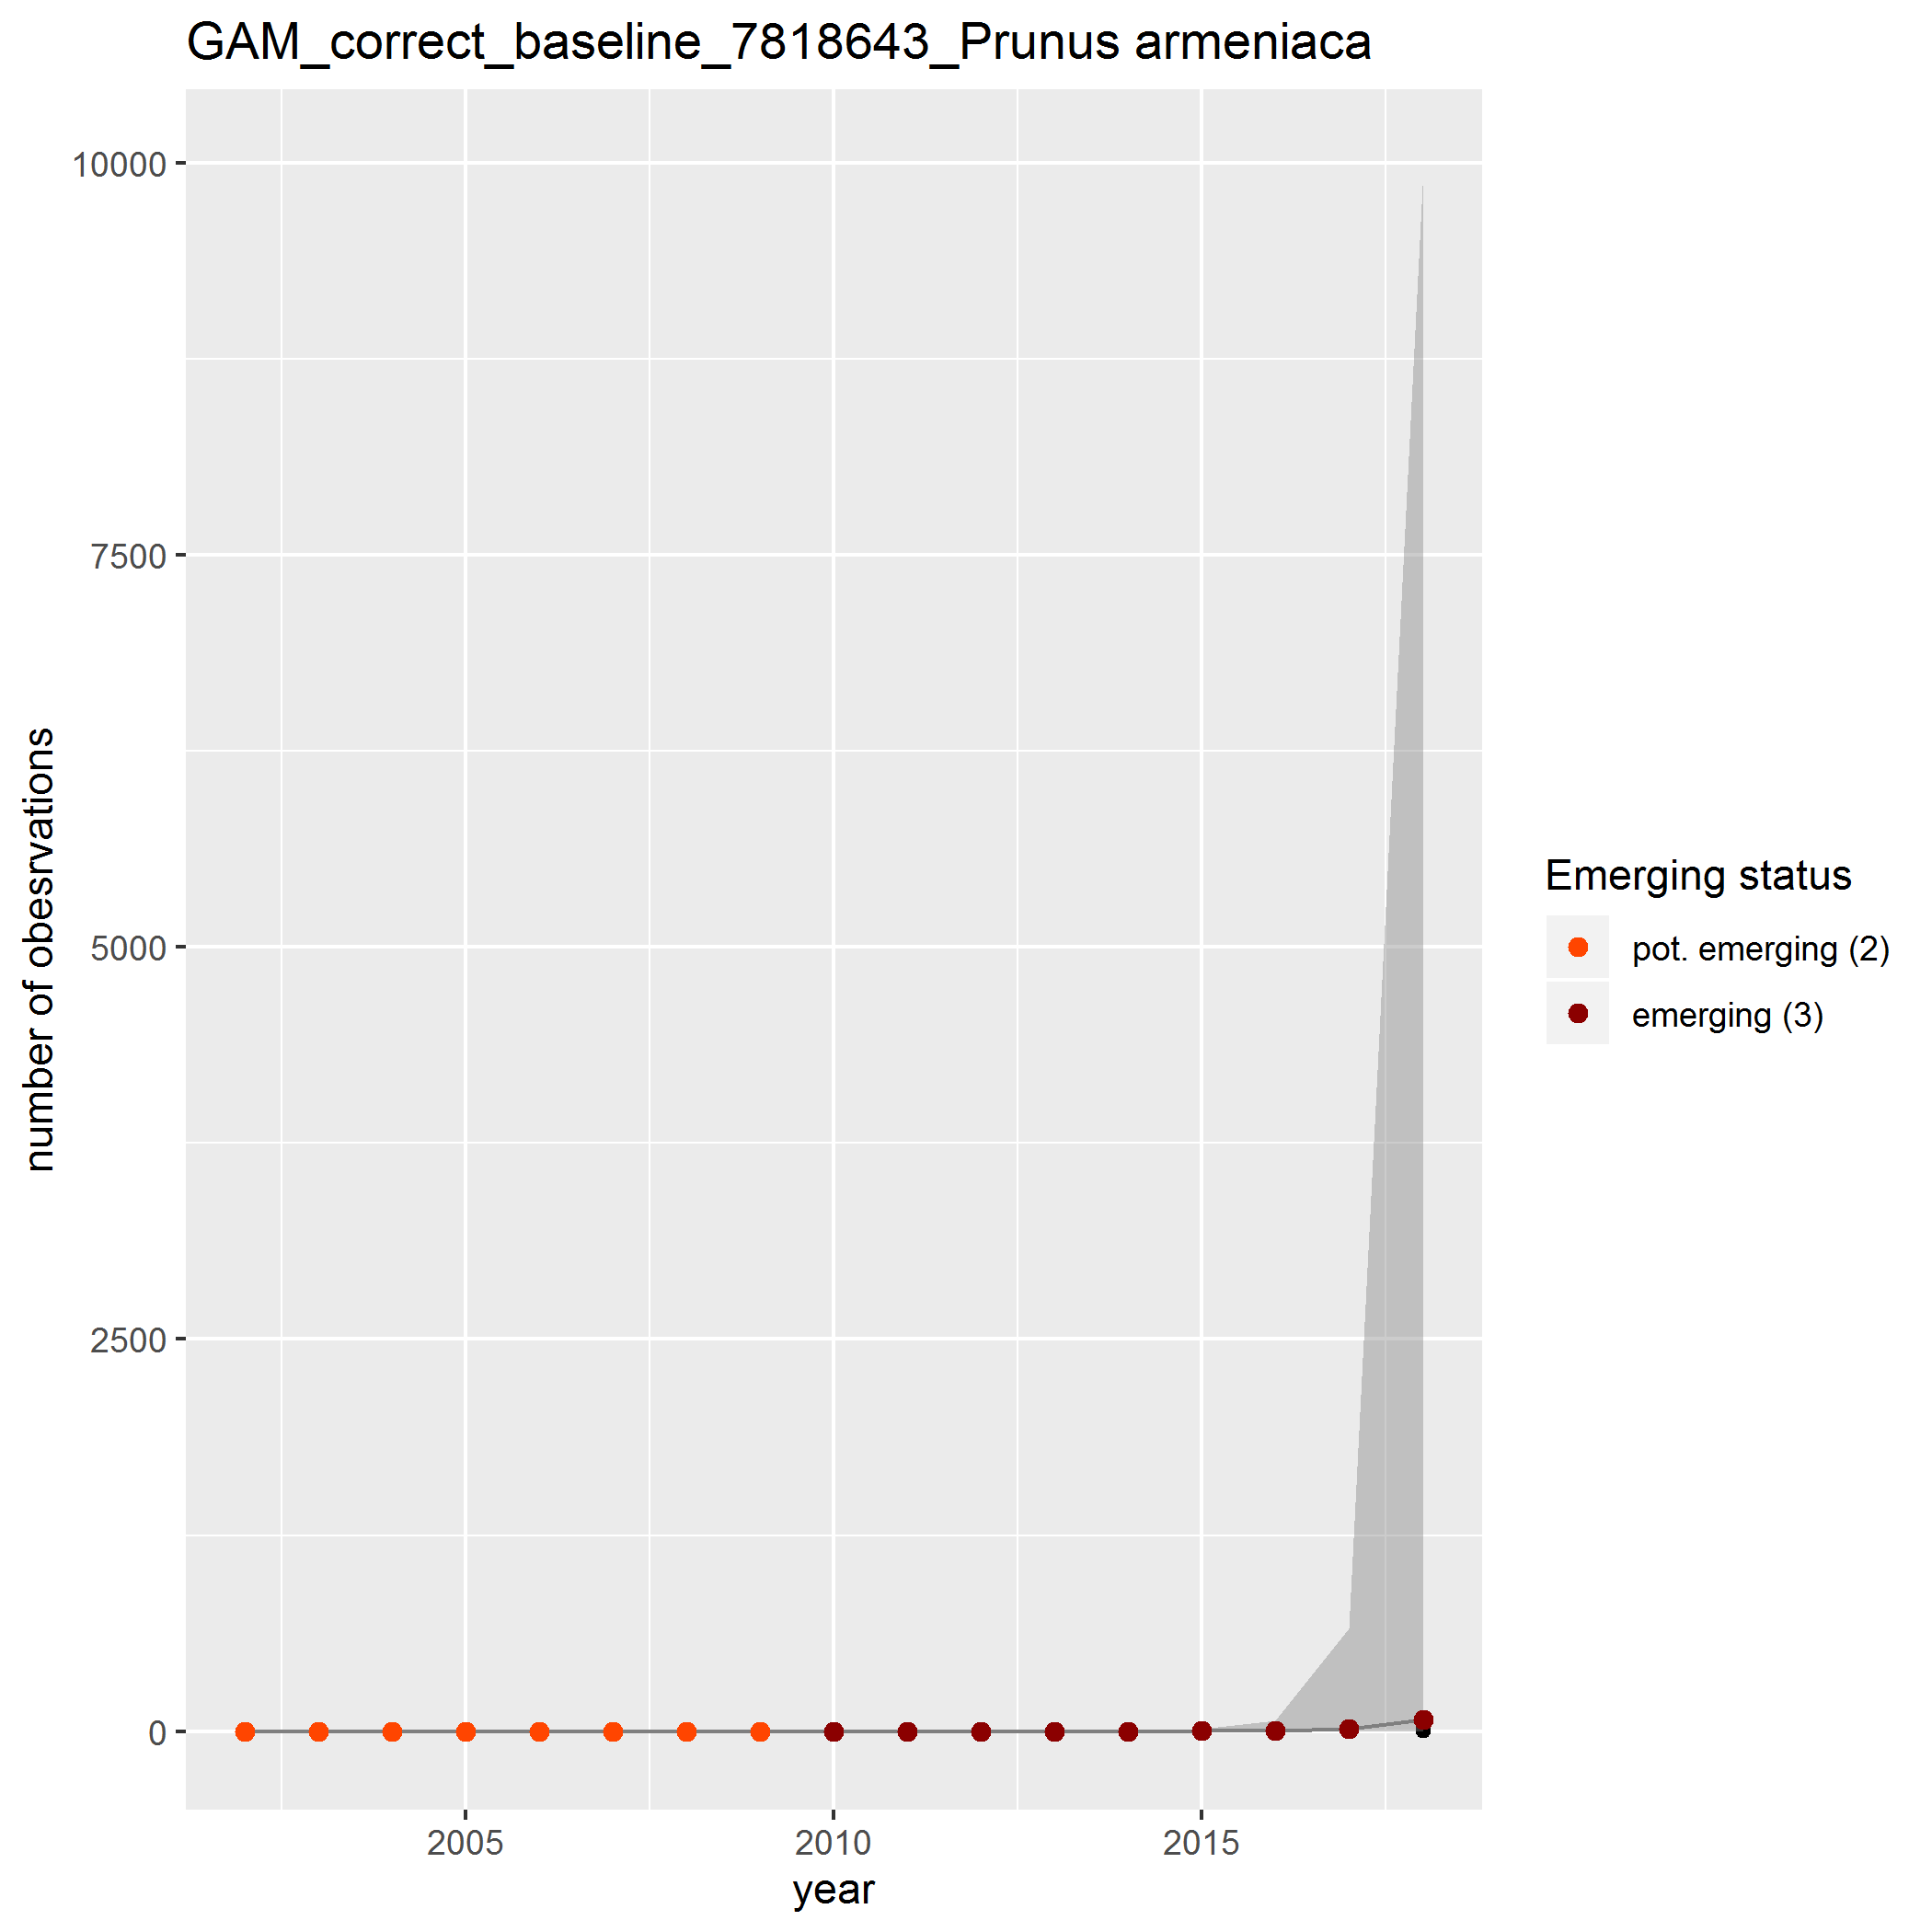 GAM_correct_baseline_7818643_Prunus armeniaca
10000
7500
5000
2500
0
number of obesrvations
2005
2010
2015
year
Emerging status
pot. emerging (2)
emerging (3)